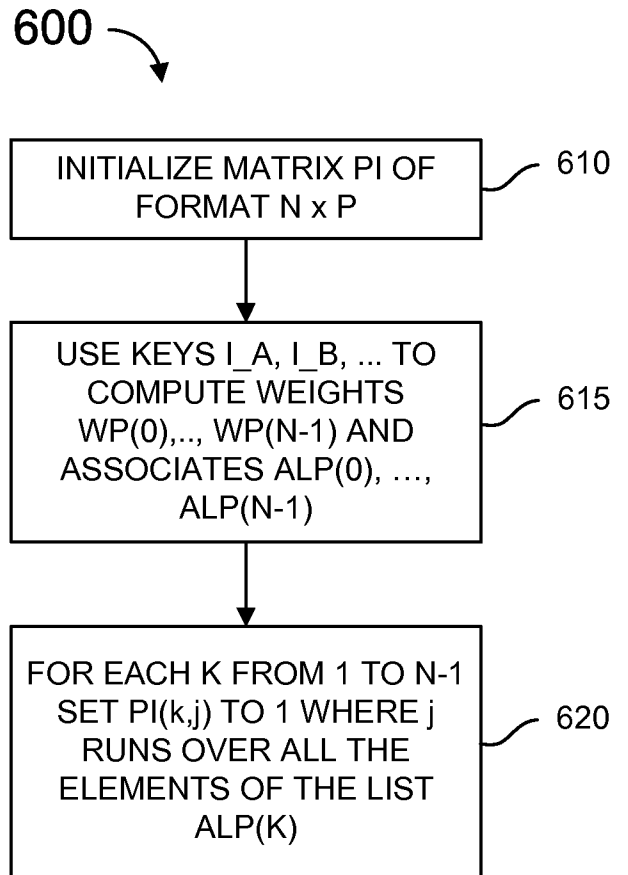 600
INITIALIZE MATRIX PI OF
FORMAT N x P
610
USE KEYS I_A, I_B, ... TO
COMPUTE WEIGHTS
WP(0),.., WP(N-1) AND
ASSOCIATES ALP(0), ...,
ALP(N-1)
615
FOR EACH K FROM 1 TO N-1
SET PI(k,j) TO 1 WHERE j
RUNS OVER ALL THE
ELEMENTS OF THE LIST
ALP(K)
620